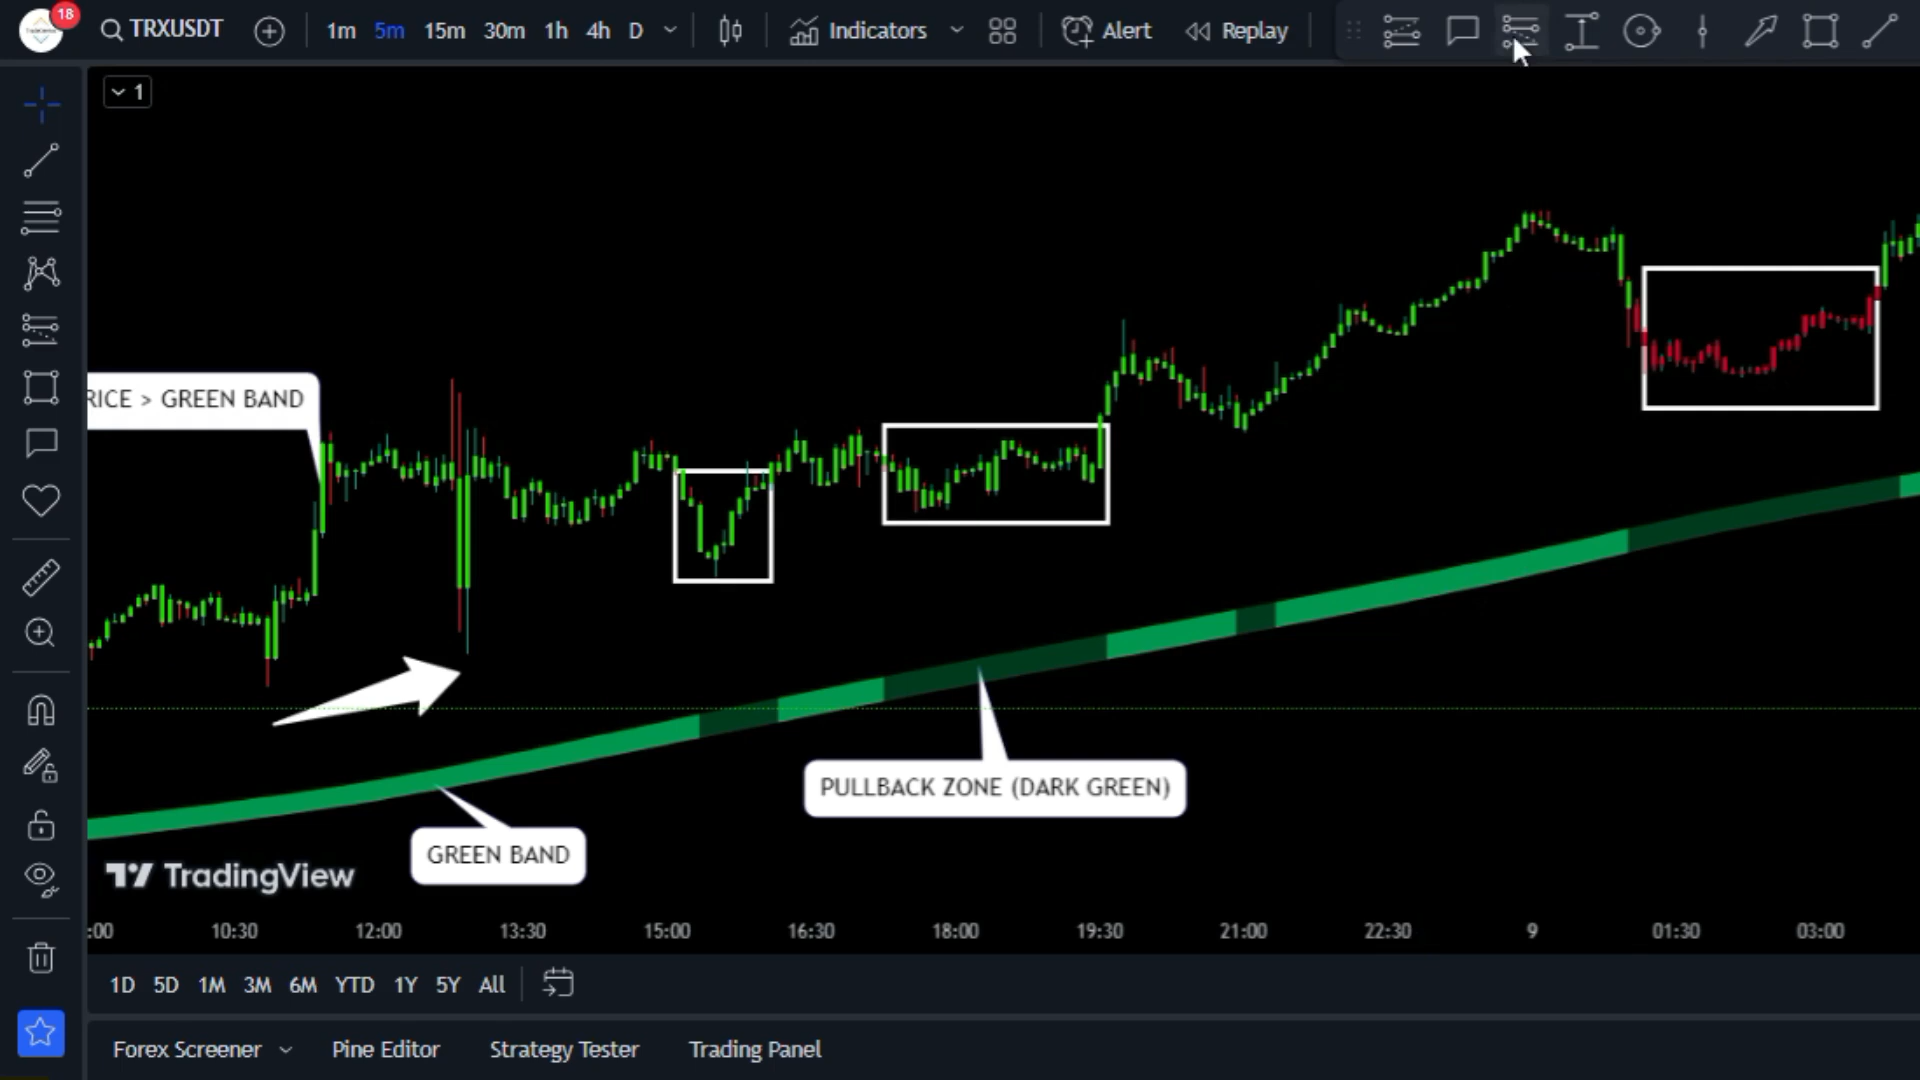 18
TRXUSDT
1m 5m 15m 30m 1h 4h D
Indicators
Alert
Replay
1
RICE > GREEN BAND
PULLBACK ZONE (DARK GREEN)
GREEN BAND
TradingView
:00 10:30 12:00 13:30 15:00 16:30 18:00 19:30 21:00 22:30 9 01:30 03:00
1D 5D 1M 3M 6M YTD 1Y 5Y All
Forex Screener Pine Editor Strategy Tester Trading Panel